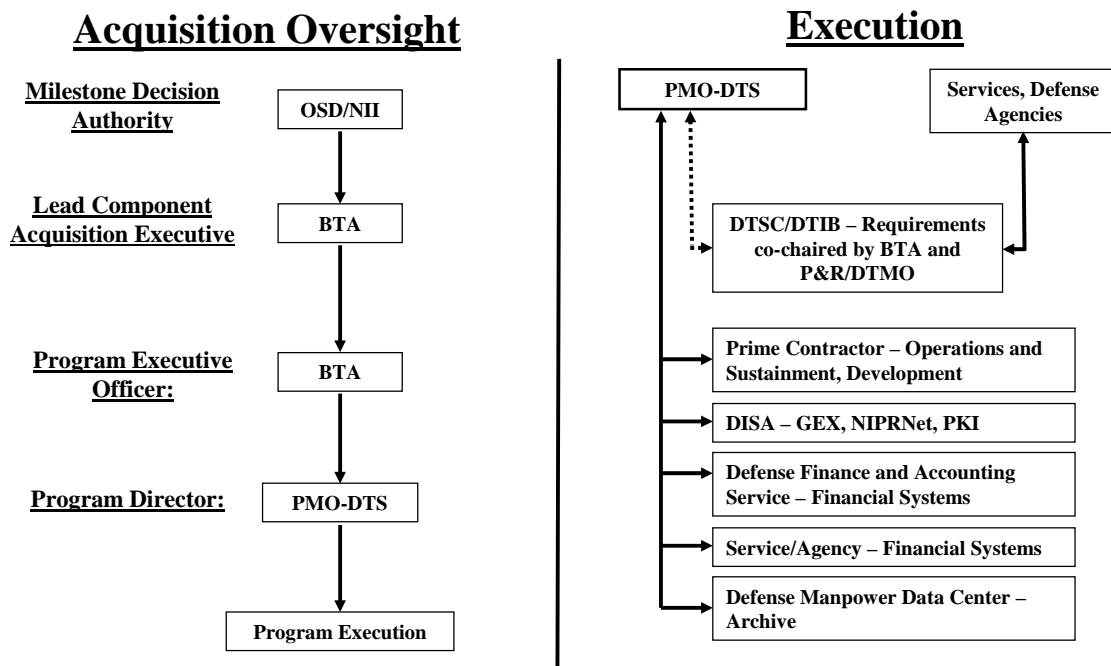 Acquisition Oversight
Milestone Decision
Authority
OSD/NII
Lead Component
Acquisition Executive
BTA
Program Executive
Officer:
BTA
Program Director:
PMO-DTS
Program Execution
Execution
PMO-DTS
Services, Defense
Agencies
DTSC/DTIB – Requirements
co-chaired by BTA and
P&R/DTMO
Prime Contractor – Operations and
Sustainment, Development
DISA – GEX, NIPRNet, PKI
Defense Finance and Accounting
Service – Financial Systems
Service/Agency – Financial Systems
Defense Manpower Data Center –
Archive